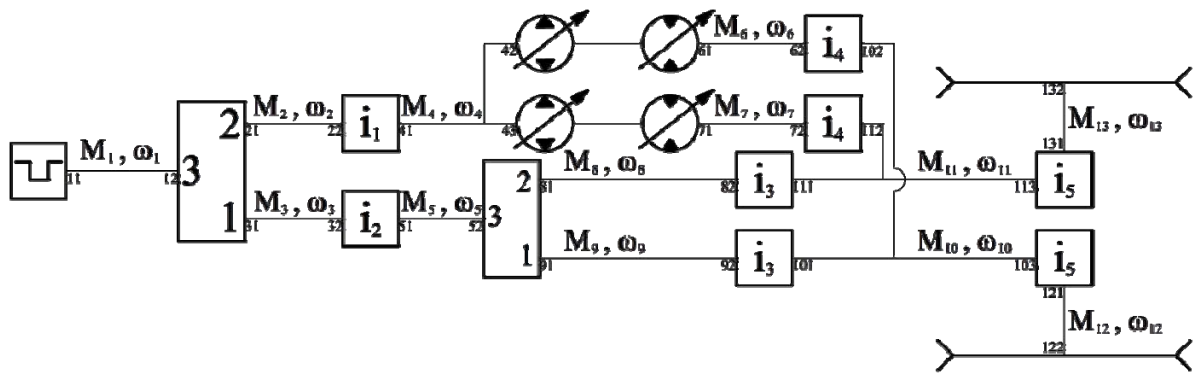 M₆ , ω₆
42 61 62 i₄ 102
132
M₂ , ω₂ M₄ , ω₄ M₇ , ω₇
2 21 22 i₁ 41 43 71 72 i₄ 112
M₁₃ , ω₁₃
131
M₁ , ω₁
11 12 3
M₈ , ω₈ M₁₁ , ω₁₁
2 81 82 i₃ 111 113 i₅
M₃ , ω₃ M₅ , ω₅
1 31 32 i₂ 51 52 3
M₉ , ω₉ M₁₀ , ω₁₀
1 91 92 i₃ 101 103 i₅
121
M₁₂ , ω₁₂
122